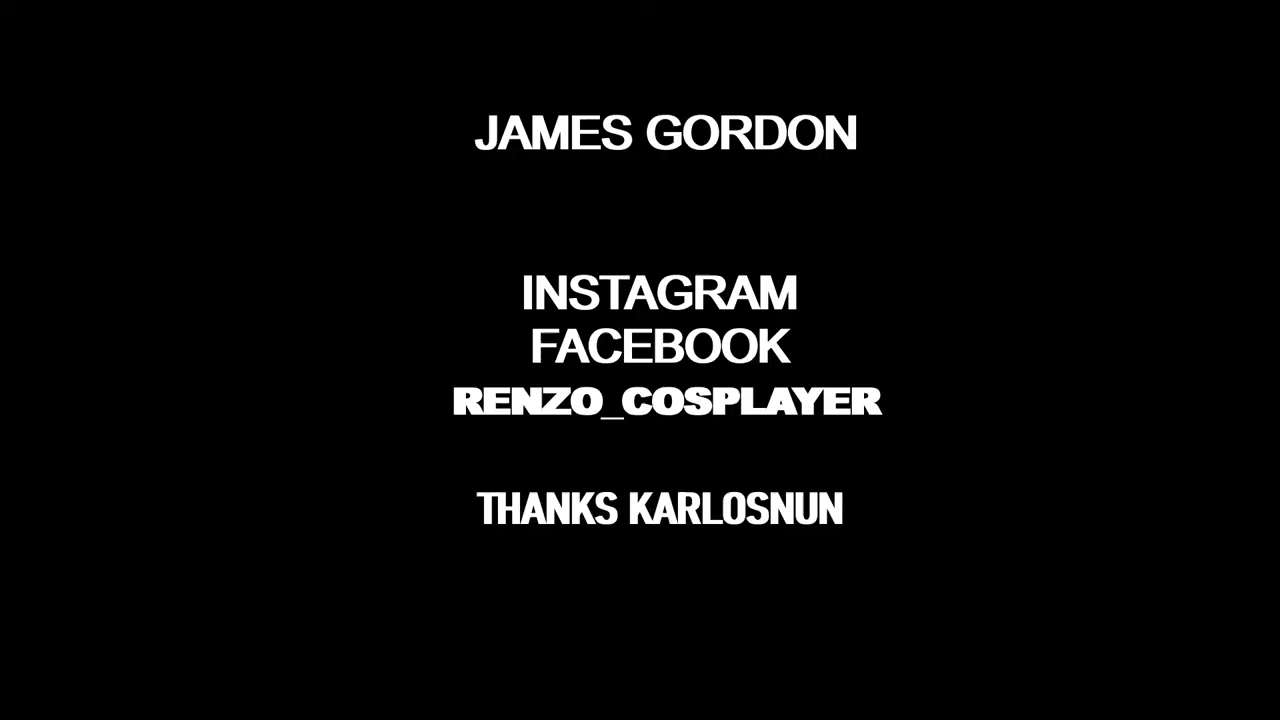 JAMES GORDON
INSTAGRAM
FACEBOOK
RENZO_COSPLAYER
THANKS KARLOSNUN